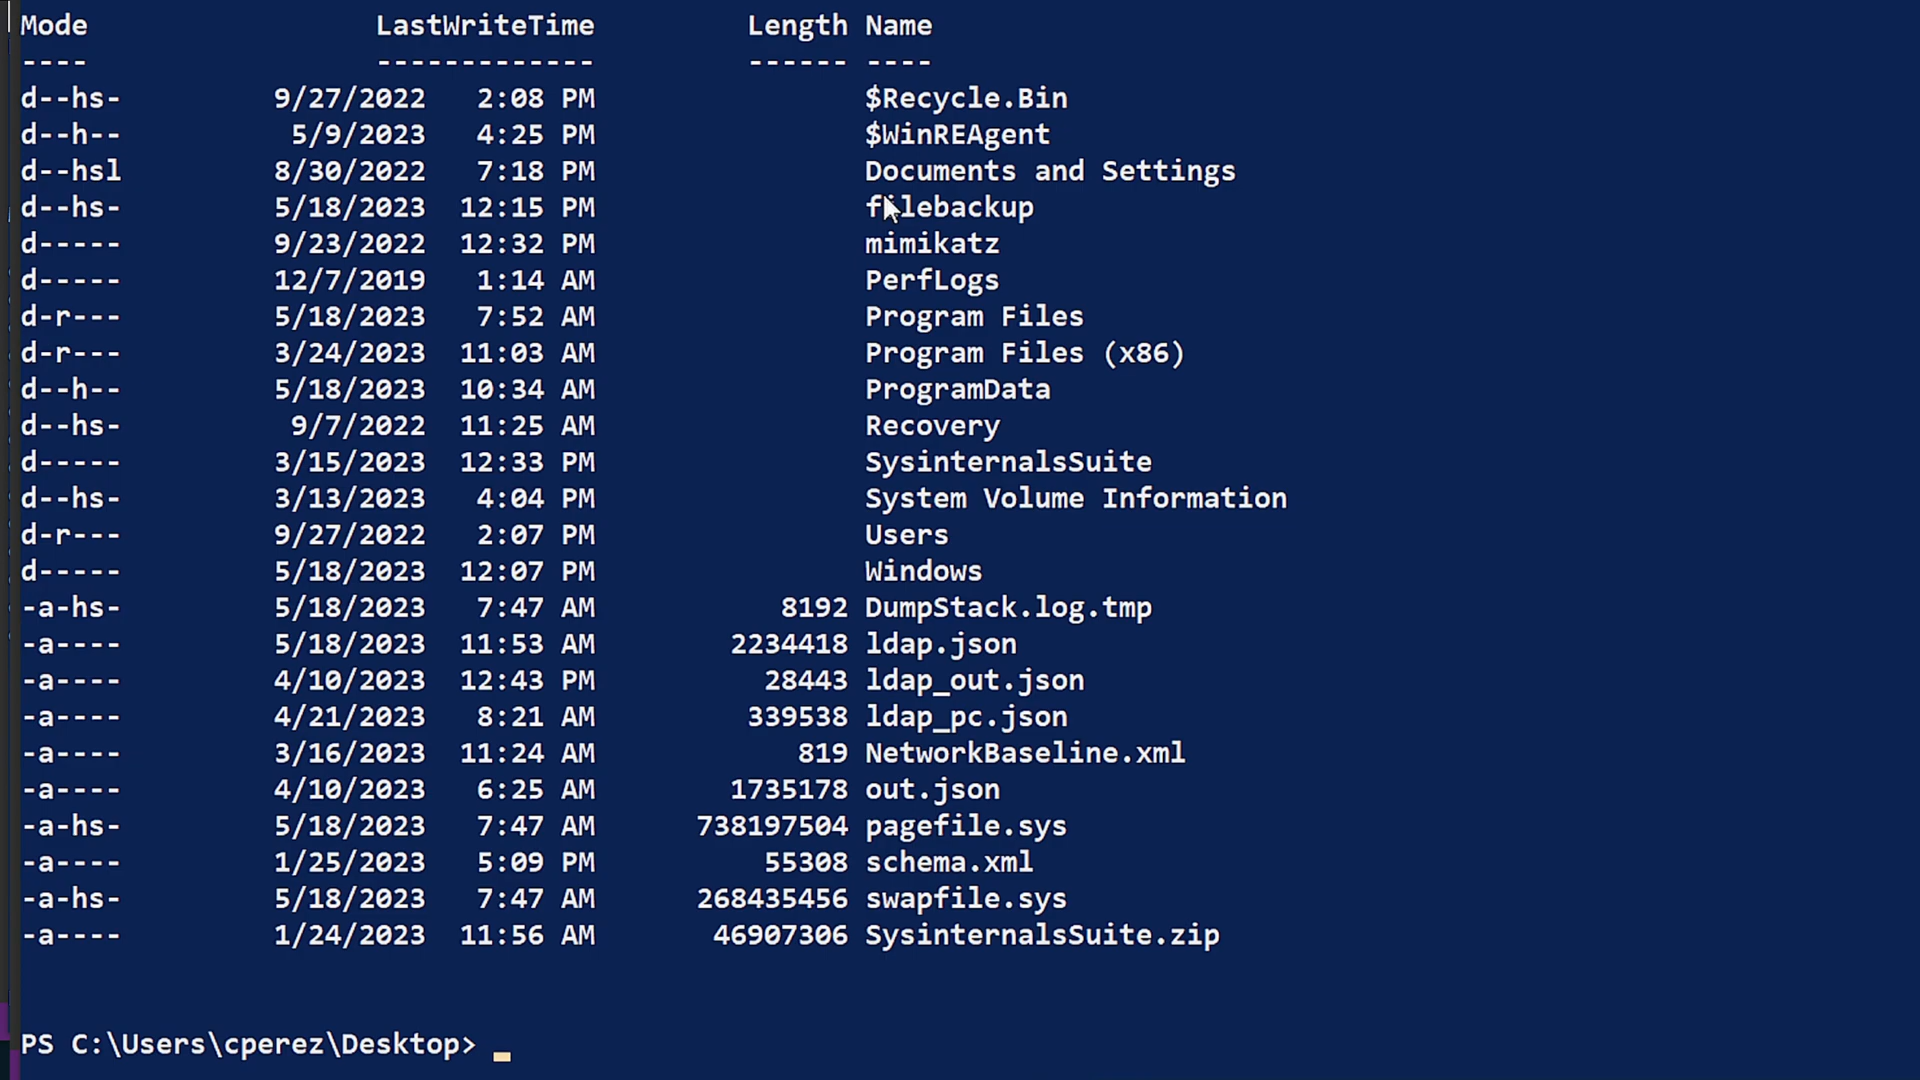 Mode LastWriteTime Length Name
---- ------------- ------ ----
d--hs- 9/27/2022 2:08 PM $Recycle.Bin
d--h-- 5/9/2023 4:25 PM $WinREAgent
d--hsl 8/30/2022 7:18 PM Documents and Settings
d--hs- 5/18/2023 12:15 PM filebackup
d----- 9/23/2022 12:32 PM mimikatz
d----- 12/7/2019 1:14 AM PerfLogs
d-r--- 5/18/2023 7:52 AM Program Files
d-r--- 3/24/2023 11:03 AM Program Files (x86)
d--h-- 5/18/2023 10:34 AM ProgramData
d--hs- 9/7/2022 11:25 AM Recovery
d----- 3/15/2023 12:33 PM SysinternalsSuite
d--hs- 3/13/2023 4:04 PM System Volume Information
d-r--- 9/27/2022 2:07 PM Users
d----- 5/18/2023 12:07 PM Windows
-a-hs- 5/18/2023 7:47 AM 8192 DumpStack.log.tmp
-a---- 5/18/2023 11:53 AM 2234418 ldap.json
-a---- 4/10/2023 12:43 PM 28443 ldap_out.json
-a---- 4/21/2023 8:21 AM 339538 ldap_pc.json
-a---- 3/16/2023 11:24 AM 819 NetworkBaseline.xml
-a---- 4/10/2023 6:25 AM 1735178 out.json
-a-hs- 5/18/2023 7:47 AM 738197504 pagefile.sys
-a---- 1/25/2023 5:09 PM 55308 schema.xml
-a-hs- 5/18/2023 7:47 AM 268435456 swapfile.sys
-a---- 1/24/2023 11:56 AM 46907306 SysinternalsSuite.zip
PS C:\Users\cperez\Desktop> _